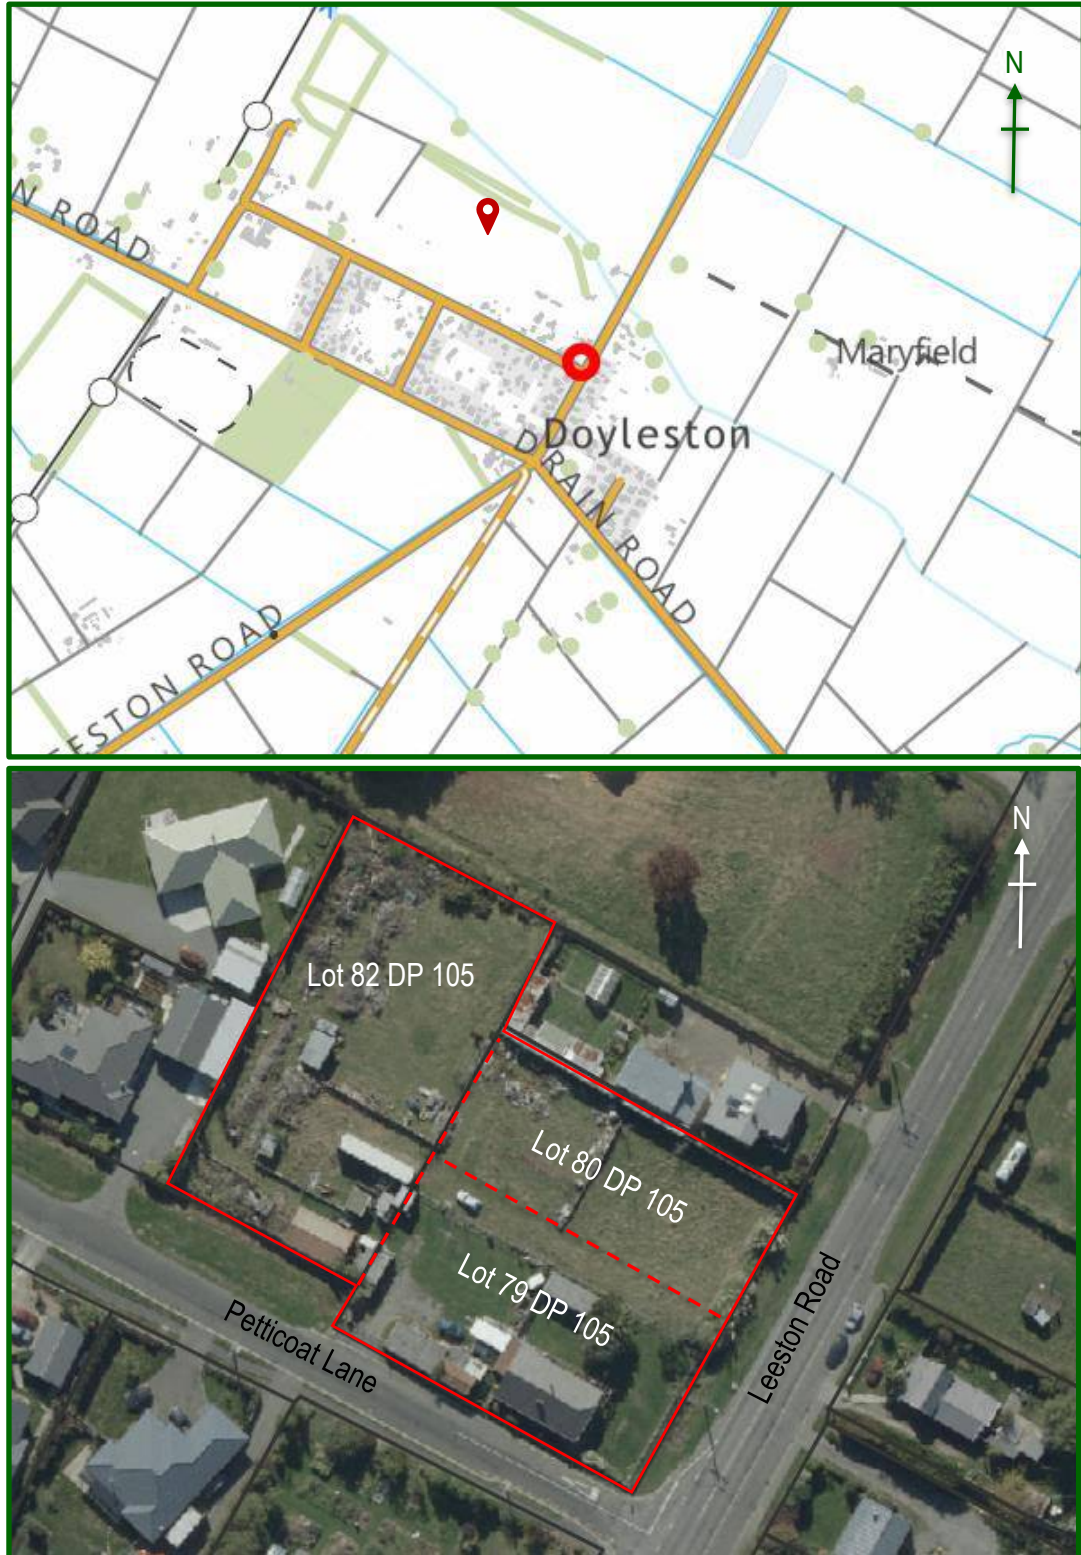 N
N ROAD
Maryfield
Doyleston
DRAIN ROAD
ESTON ROAD
N
Lot 82 DP 105
Lot 80 DP 105
Lot 79 DP 105
Petticoat Lane
Leeston Road